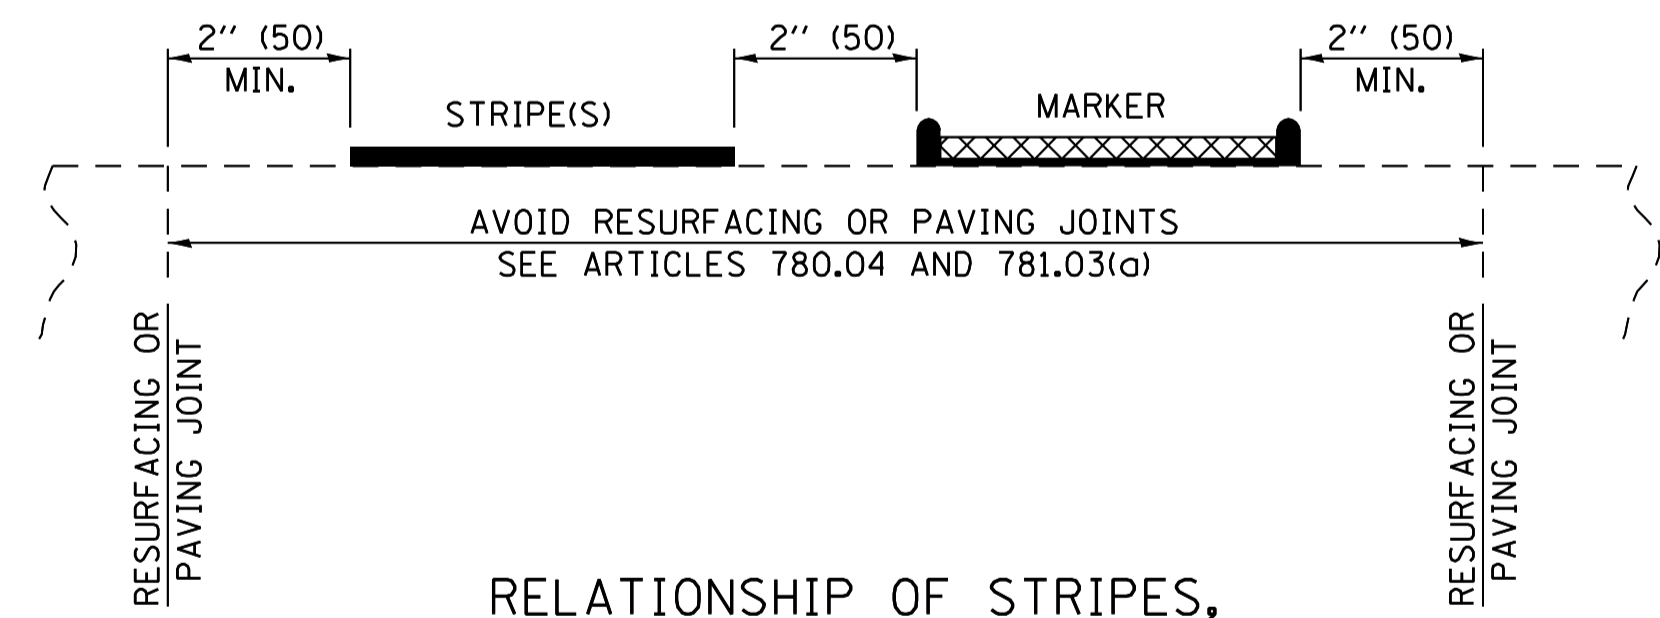 2'' (50)
MIN.
2'' (50)
2'' (50)
MIN.
STRIPE(S)
MARKER
AVOID RESURFACING OR PAVING JOINTS
SEE ARTICLES 780.04 AND 781.03(a)
RESURFACING OR
PAVING JOINT
RESURFACING OR
PAVING JOINT
RELATIONSHIP OF STRIPES,